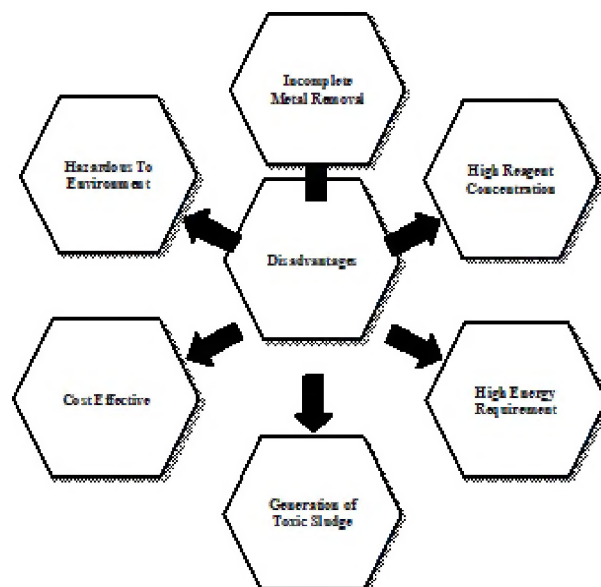 Incomplete
Metal Removal
Hazardous To
Environment
High Reagent
Concentration
Disadvantages
Cost Effective
High Energy
Requirement
Generation of
Toxic Sludge